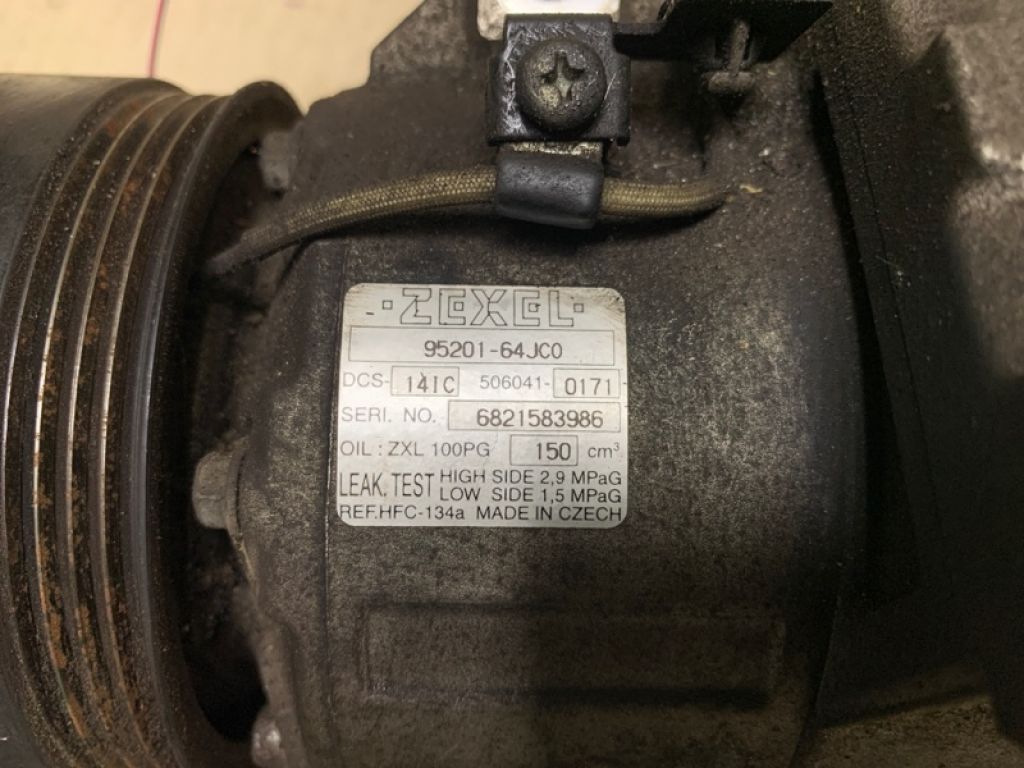 ·ZEXEL·
95201-64JC0
DCS- 14IC 506041- 0171 -
SERI. NO. 6821583986
OIL : ZXL 100PG 150 cm³
LEAK. TEST HIGH SIDE 2,9 MPaG
LOW SIDE 1,5 MPaG
REF.HFC-134a MADE IN CZECH